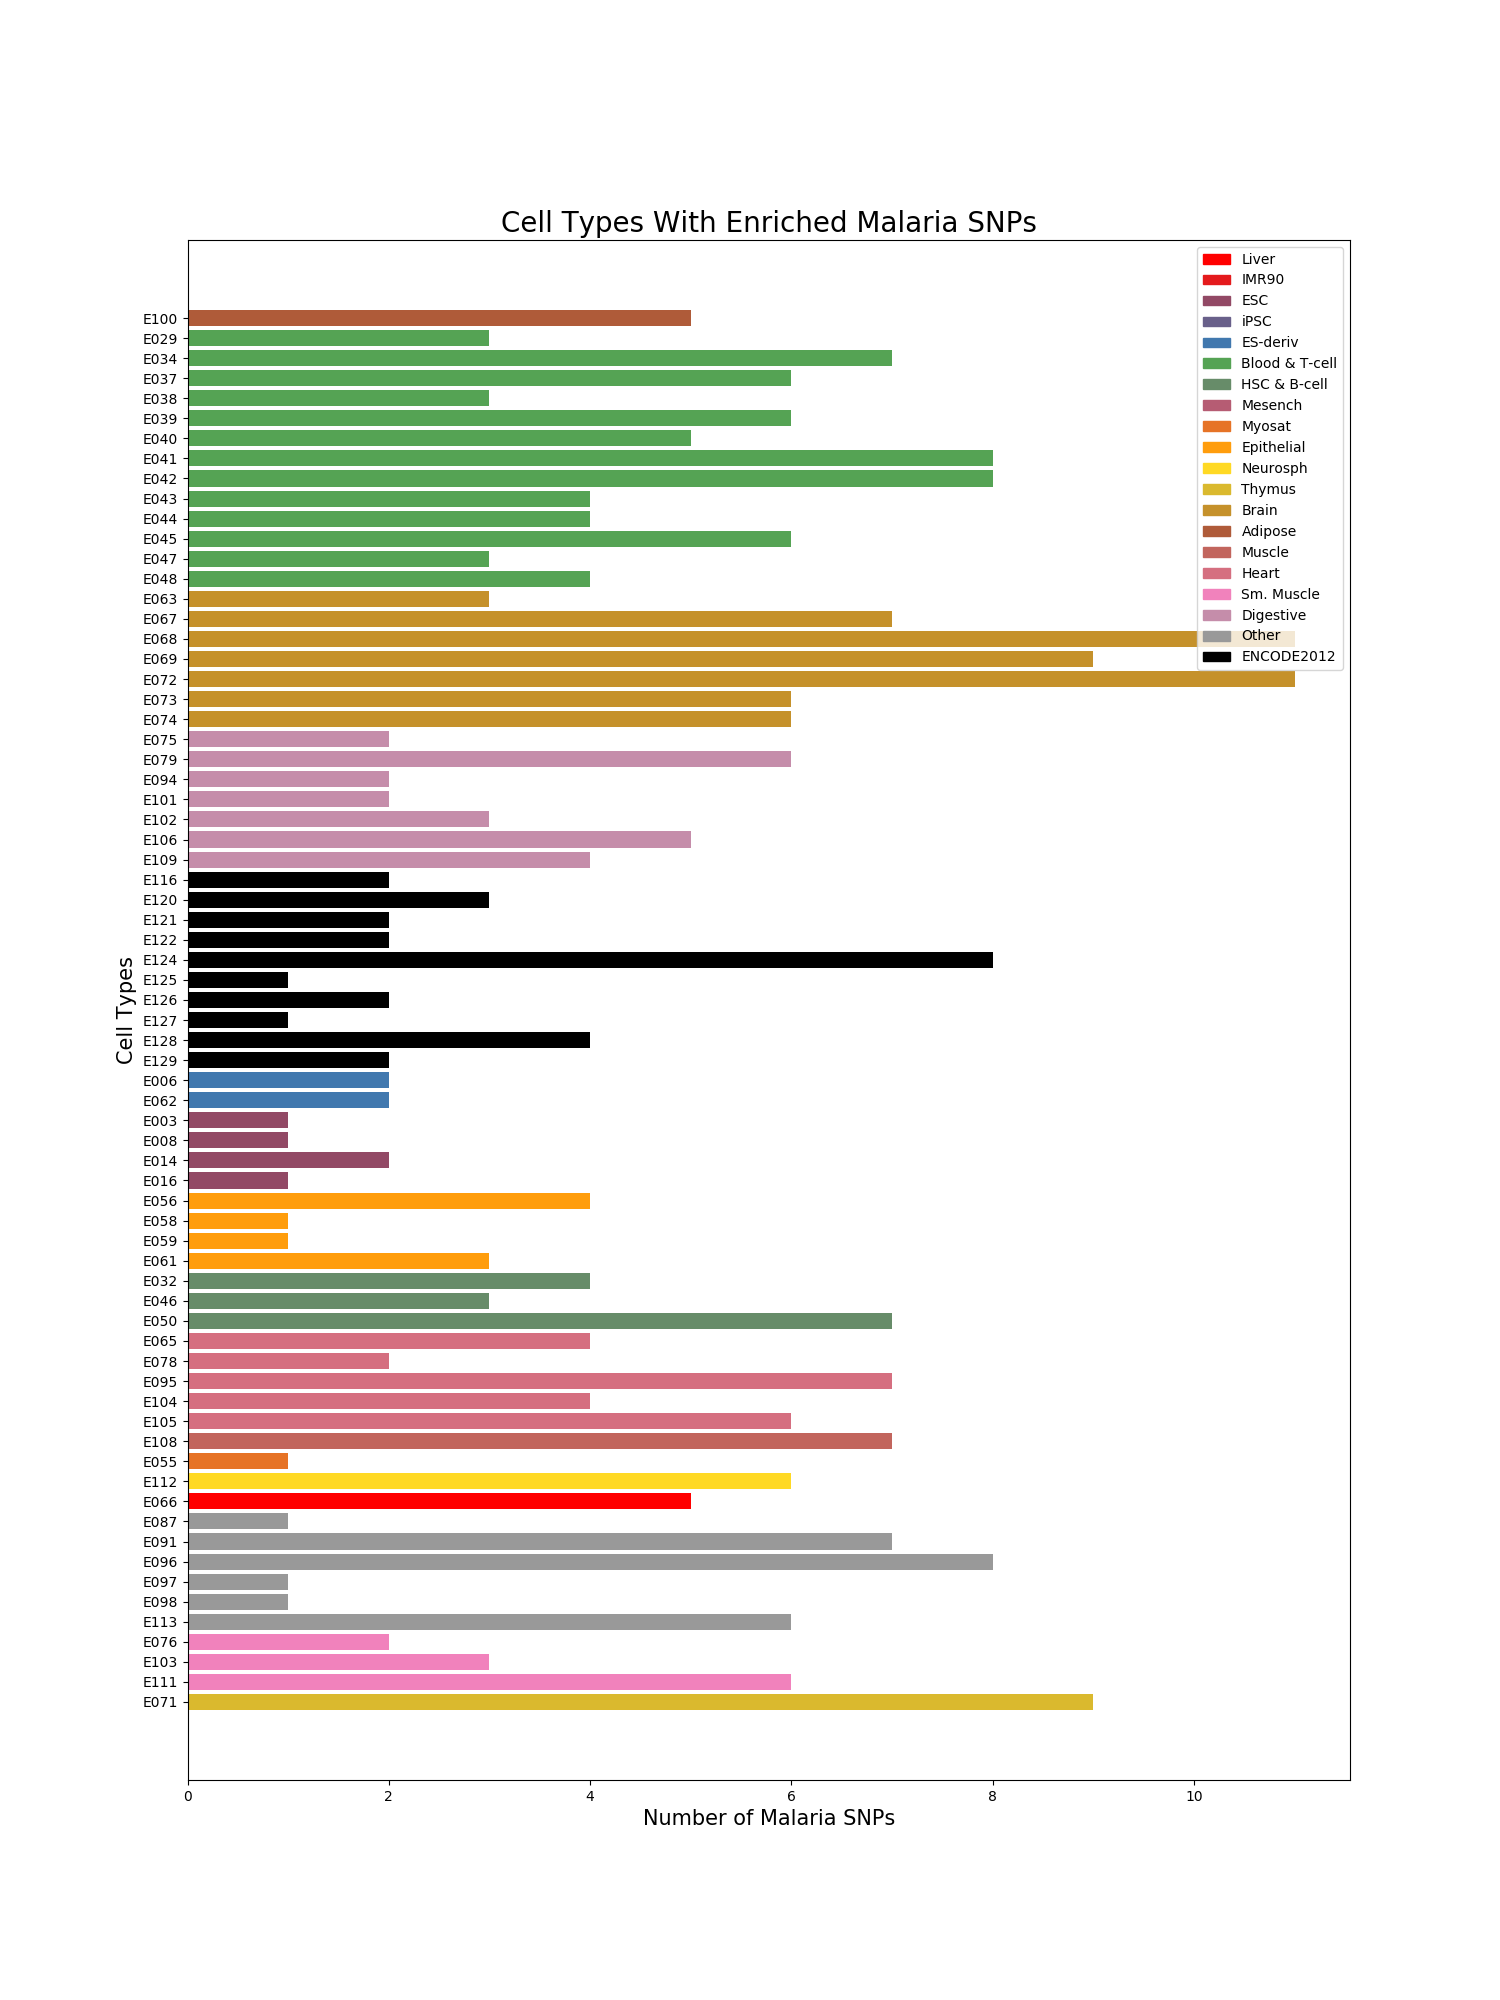 Cell Types With Enriched Malaria SNPs
Liver
IMR90
ESC
iPSC
ES-deriv
Blood & T-cell
HSC & B-cell
Mesench
Myosat
Epithelial
Neurosph
Thymus
Brain
Adipose
Muscle
Heart
Sm. Muscle
Digestive
Other
ENCODE2012
Cell Types
E100
E029
E034
E037
E038
E039
E040
E041
E042
E043
E044
E045
E047
E048
E063
E067
E068
E069
E072
E073
E074
E075
E079
E094
E101
E102
E106
E109
E116
E120
E121
E122
E124
E125
E126
E127
E128
E129
E006
E062
E003
E008
E014
E016
E056
E058
E059
E061
E032
E046
E050
E065
E078
E095
E104
E105
E108
E055
E112
E066
E087
E091
E096
E097
E098
E113
E076
E103
E111
E071
0 2 4 6 8 10
Number of Malaria SNPs